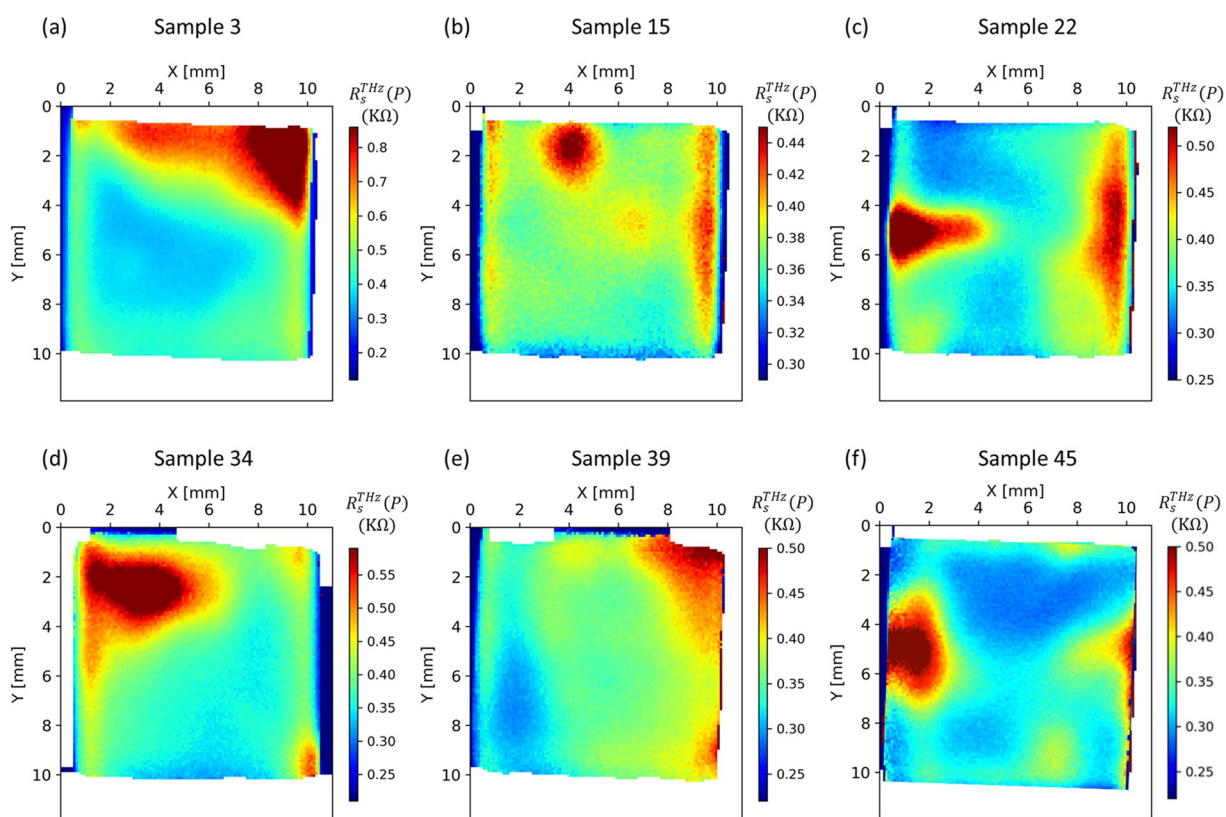 (a) Sample 3
X [mm]
0 2 4 6 8 10
R_s^{THz}(P)
(KΩ)
0
2
4
6
8
10
Y [mm]
0.8
0.7
0.6
0.5
0.4
0.3
0.2
(b) Sample 15
X [mm]
0 2 4 6 8 10
R_s^{THz}(P)
(KΩ)
0
2
4
6
8
10
Y [mm]
0.44
0.42
0.40
0.38
0.36
0.34
0.32
0.30
(c) Sample 22
X [mm]
0 2 4 6 8 10
R_s^{THz}(P)
(KΩ)
0
2
4
6
8
10
Y [mm]
0.50
0.45
0.40
0.35
0.30
0.25
(d) Sample 34
X [mm]
0 2 4 6 8 10
R_s^{THz}(P)
(KΩ)
0
2
4
6
8
10
Y [mm]
0.55
0.50
0.45
0.40
0.35
0.30
0.25
(e) Sample 39
X [mm]
0 2 4 6 8 10
R_s^{THz}(P)
(KΩ)
0
2
4
6
8
10
Y [mm]
0.50
0.45
0.40
0.35
0.30
0.25
(f) Sample 45
X [mm]
0 2 4 6 8 10
R_s^{THz}(P)
(KΩ)
0
2
4
6
8
10
Y [mm]
0.50
0.45
0.40
0.35
0.30
0.25